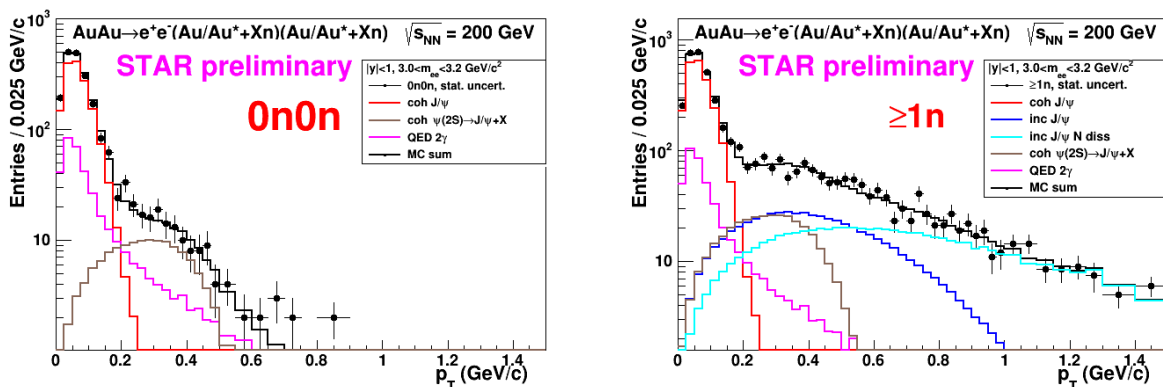 AuAu→e⁺e⁻(Au/Au*+Xn)(Au/Au*+Xn) √s_NN = 200 GeV
STAR preliminary
0n0n
|y|<1, 3.0<m_ee<3.2 GeV/c²
0n0n, stat. uncert.
coh J/ψ
coh ψ(2S)→J/ψ+X
QED 2γ
MC sum
Entries / 0.025 GeV/c
10³
10²
10
0 0.2 0.4 0.6 0.8 1 1.2 1.4
p_T (GeV/c)
AuAu→e⁺e⁻(Au/Au*+Xn)(Au/Au*+Xn) √s_NN = 200 GeV
STAR preliminary
≥1n
|y|<1, 3.0<m_ee<3.2 GeV/c²
≥1n, stat. uncert.
coh J/ψ
inc J/ψ
inc J/ψ N diss
coh ψ(2S)→J/ψ+X
QED 2γ
MC sum
Entries / 0.025 GeV/c
10³
10²
10
0 0.2 0.4 0.6 0.8 1 1.2 1.4
p_T (GeV/c)